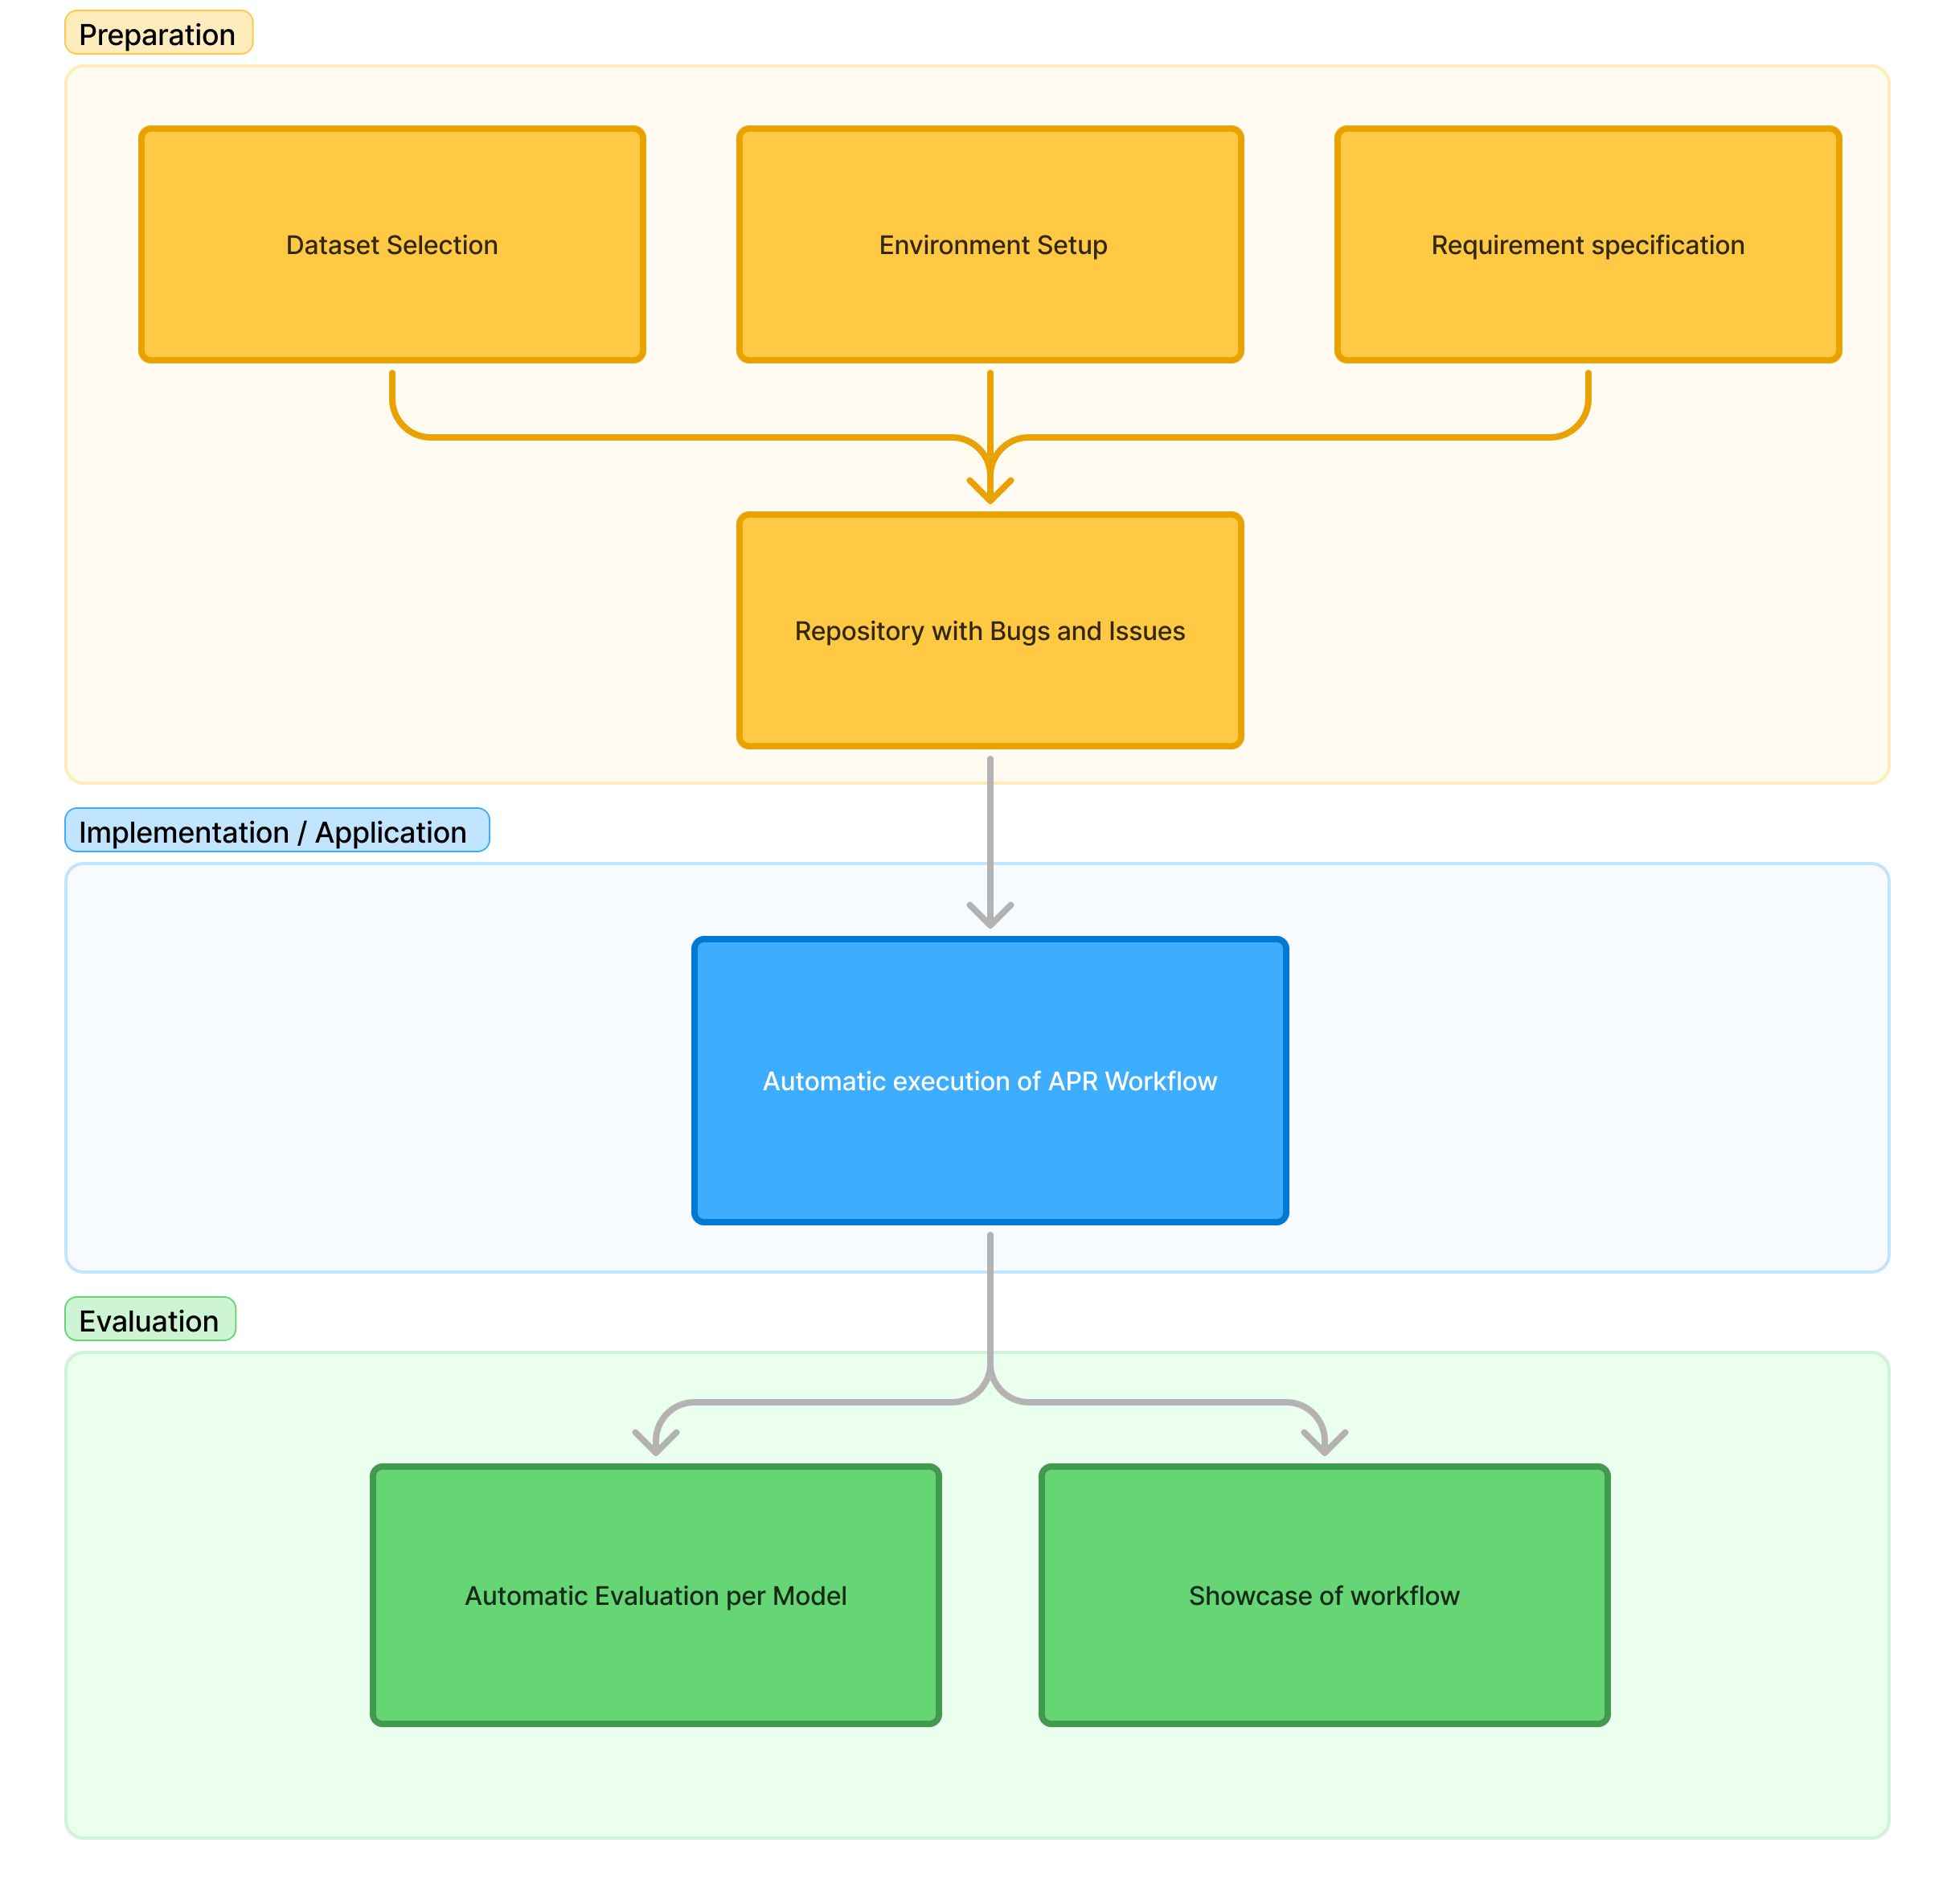 Preparation
Dataset Selection
Environment Setup
Requirement specification
Repository with Bugs and Issues
Implementation / Application
Automatic execution of APR Workflow
Evaluation
Automatic Evaluation per Model
Showcase of workflow